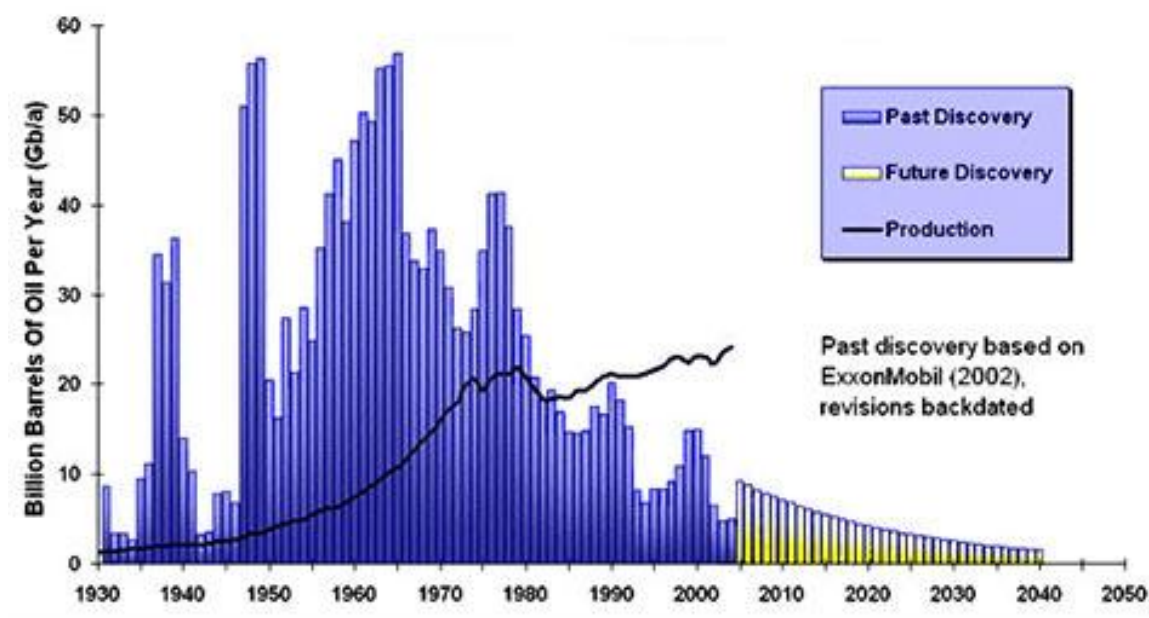 60
50
40
30
20
10
0
Billion Barrels Of Oil Per Year (Gb/a)
1930 1940 1950 1960 1970 1980 1990 2000 2010 2020 2030 2040 2050
Past Discovery
Future Discovery
Production
Past discovery based on
ExxonMobil (2002),
revisions backdated